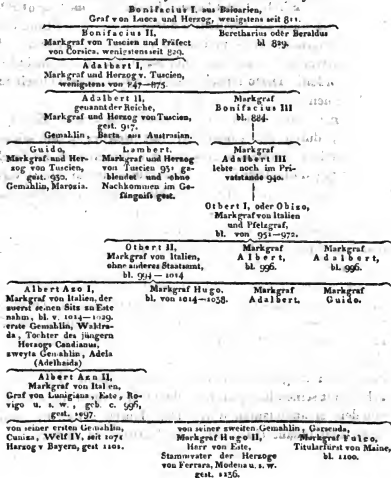 Bonifacius I. aus Baioarien,
Graf von Lucca und Herzog, wenigstens seit 811.
Bonifacius II,
Markgraf von Tuscien und Präfect
von Corsica, wenigstens seit 829.
Beretharius oder Beraldus
bl. 829.
Adalbert I,
Markgraf und Herzog v. Tuscien,
wenigstens von 847—875.
Adalbert II,
genannt der Reiche,
Markgraf und Herzog von Tuscien,
gest. 917.
Gemahlin, Berta aus Austrasien.
Markgraf
Bonifacius III
bl. 884.
Guido,
Markgraf und Herzog
von Tuscien,
gest. 930.
Gemahlin, Marozia.
Lambert,
Markgraf und Herzog
von Tuscien 931 geblendet
und ohne
Nachkommen im Gefängniß
gest.
Markgraf
Adalbert III
lebte noch im Privatstande
940.
Otbert I, oder Obizo,
Markgraf von Italien
und Pfalzgraf,
bl. von 951—972.
Otbert II,
Markgraf von Italien,
ohne anderes Staatsamt,
bl. 994—1014
Markgraf
Albert,
bl. 996.
Markgraf
Adalbert,
bl. 996.
Albert Azo I,
Markgraf von Italien, der
zuerst seinen Sitz zu Este
nahm, bl. v. 1014—1029.
erste Gemahlin, Waldrada,
Tochter des jüngern
Herzogs Candianus,
zweyte Gemahlin, Adela
(Adelhaida)
Markgraf Hugo,
bl. von 1014—1038.
Markgraf
Adalbert,
Markgraf
Guido.
Albert Azo II,
Markgraf von Italien,
Graf von Lunigiana, Este, Rovigo
u. s. w., geb. c. 996,
gest. 1097.
von seiner ersten Gemahlin,
Cuniza, Welf IV, seit 1071
Herzog v Bayern, gest 1101.
von seiner zweiten Gemahlin, Garsenda,
Markgraf Hugo II,
Herr von Este,
Stammvater der Herzoge
von Ferrara, Modena u. s. w.
gest. 1136.
Markgraf Fulco,
Titularfürst von Maine,
bl. 1100.